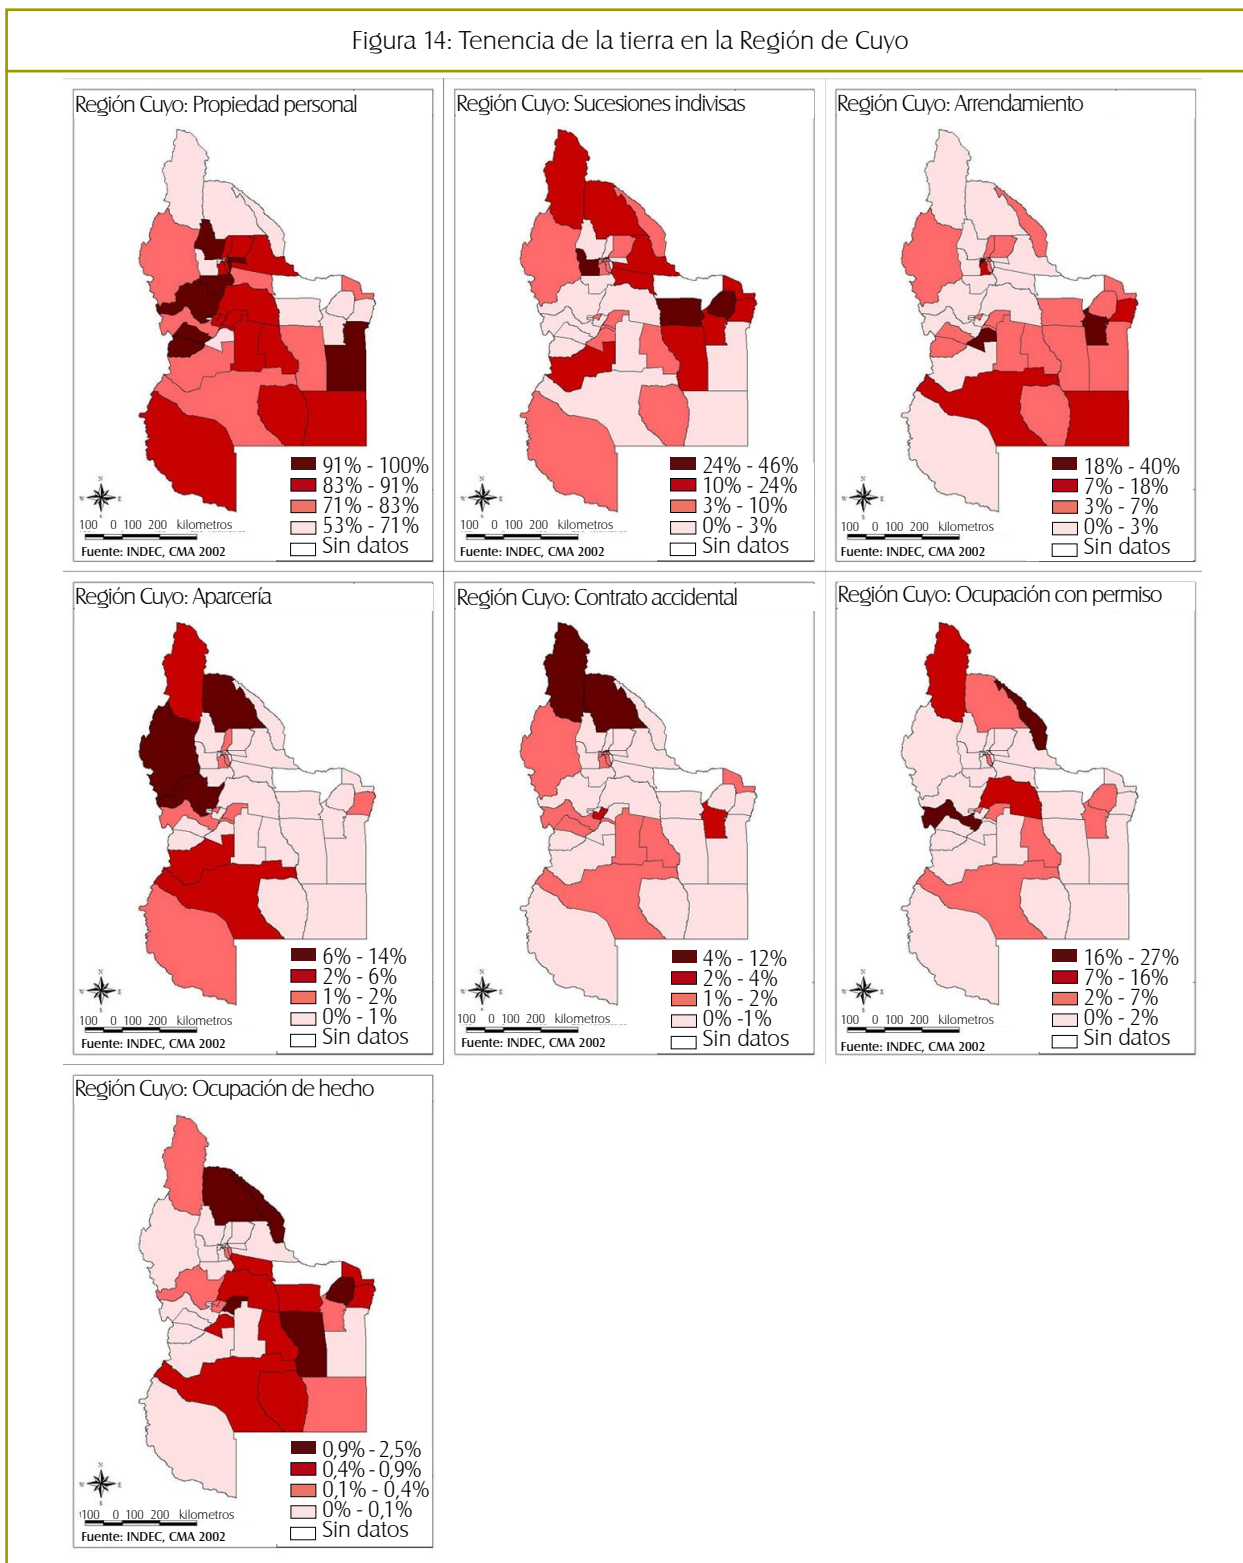 Figura 14: Tenencia de la tierra en la Región de Cuyo
Región Cuyo: Propiedad personal
91% - 100%
83% - 91%
71% - 83%
53% - 71%
Sin datos
N
W E
S
100 0 100 200 kilometros
Fuente: INDEC, CMA 2002
Región Cuyo: Sucesiones indivisas
24% - 46%
10% - 24%
3% - 10%
0% - 3%
Sin datos
N
W E
S
100 0 100 200 kilometros
Fuente: INDEC, CMA 2002
Región Cuyo: Arrendamiento
18% - 40%
7% - 18%
3% - 7%
0% - 3%
Sin datos
N
W E
S
100 0 100 200 kilometros
Fuente: INDEC, CMA 2002
Región Cuyo: Aparcería
6% - 14%
2% - 6%
1% - 2%
0% - 1%
Sin datos
N
W E
S
100 0 100 200 kilometros
Fuente: INDEC, CMA 2002
Región Cuyo: Contrato accidental
4% - 12%
2% - 4%
1% - 2%
0% -1%
Sin datos
N
W E
S
100 0 100 200 kilometros
Fuente: INDEC, CMA 2002
Región Cuyo: Ocupación con permiso
16% - 27%
7% - 16%
2% - 7%
0% - 2%
Sin datos
N
W E
S
100 0 100 200 kilometros
Fuente: INDEC, CMA 2002
Región Cuyo: Ocupación de hecho
0,9% - 2,5%
0,4% - 0,9%
0,1% - 0,4%
0% - 0,1%
Sin datos
N
W E
S
100 0 100 200 kilometros
Fuente: INDEC, CMA 2002